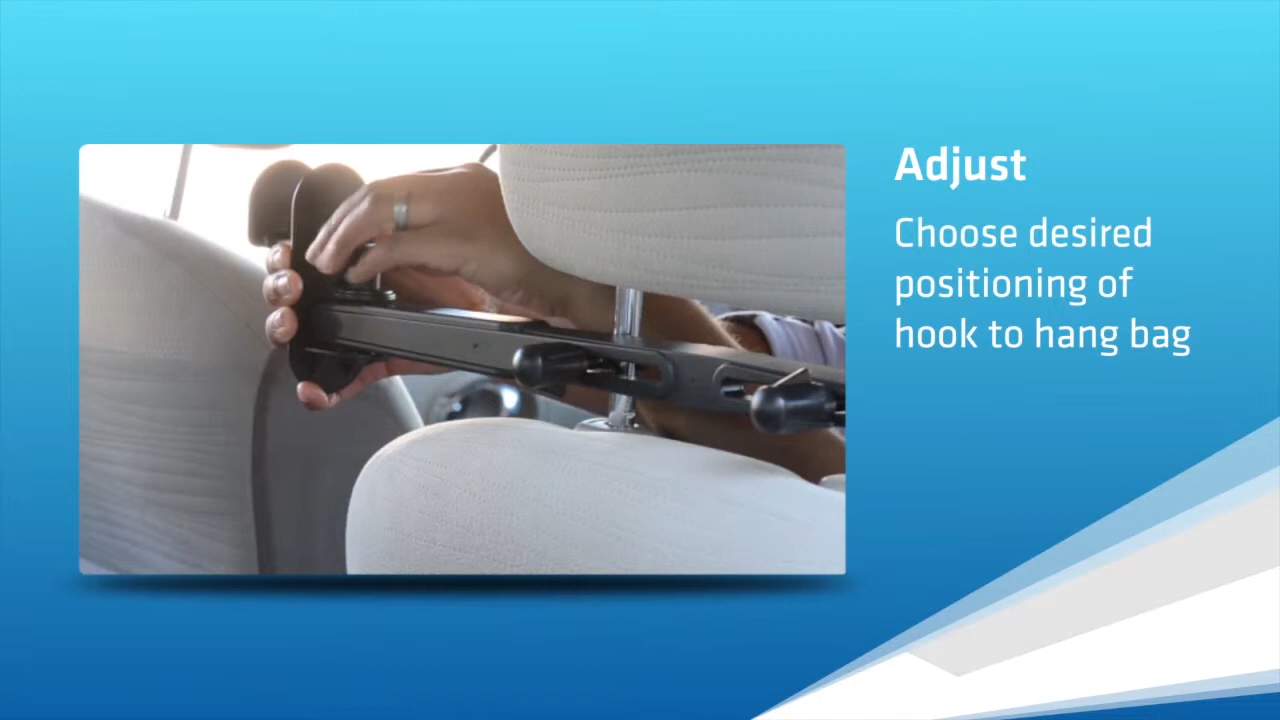 Adjust
Choose desired
positioning of
hook to hang bag